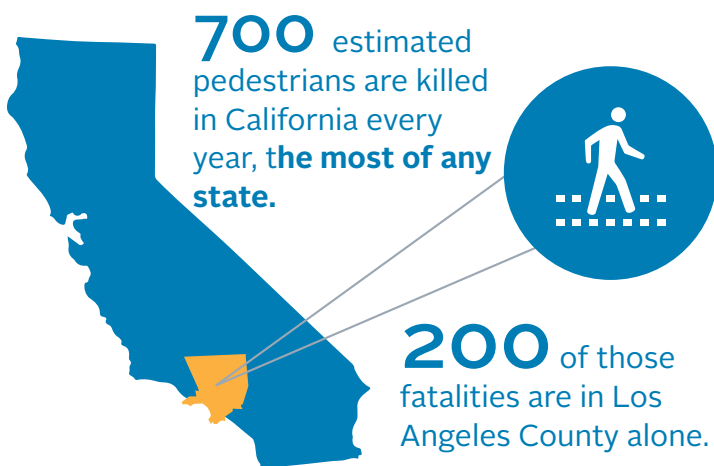 700 estimated
pedestrians are killed
in California every
year, the most of any
state.
200 of those
fatalities are in Los
Angeles County alone.